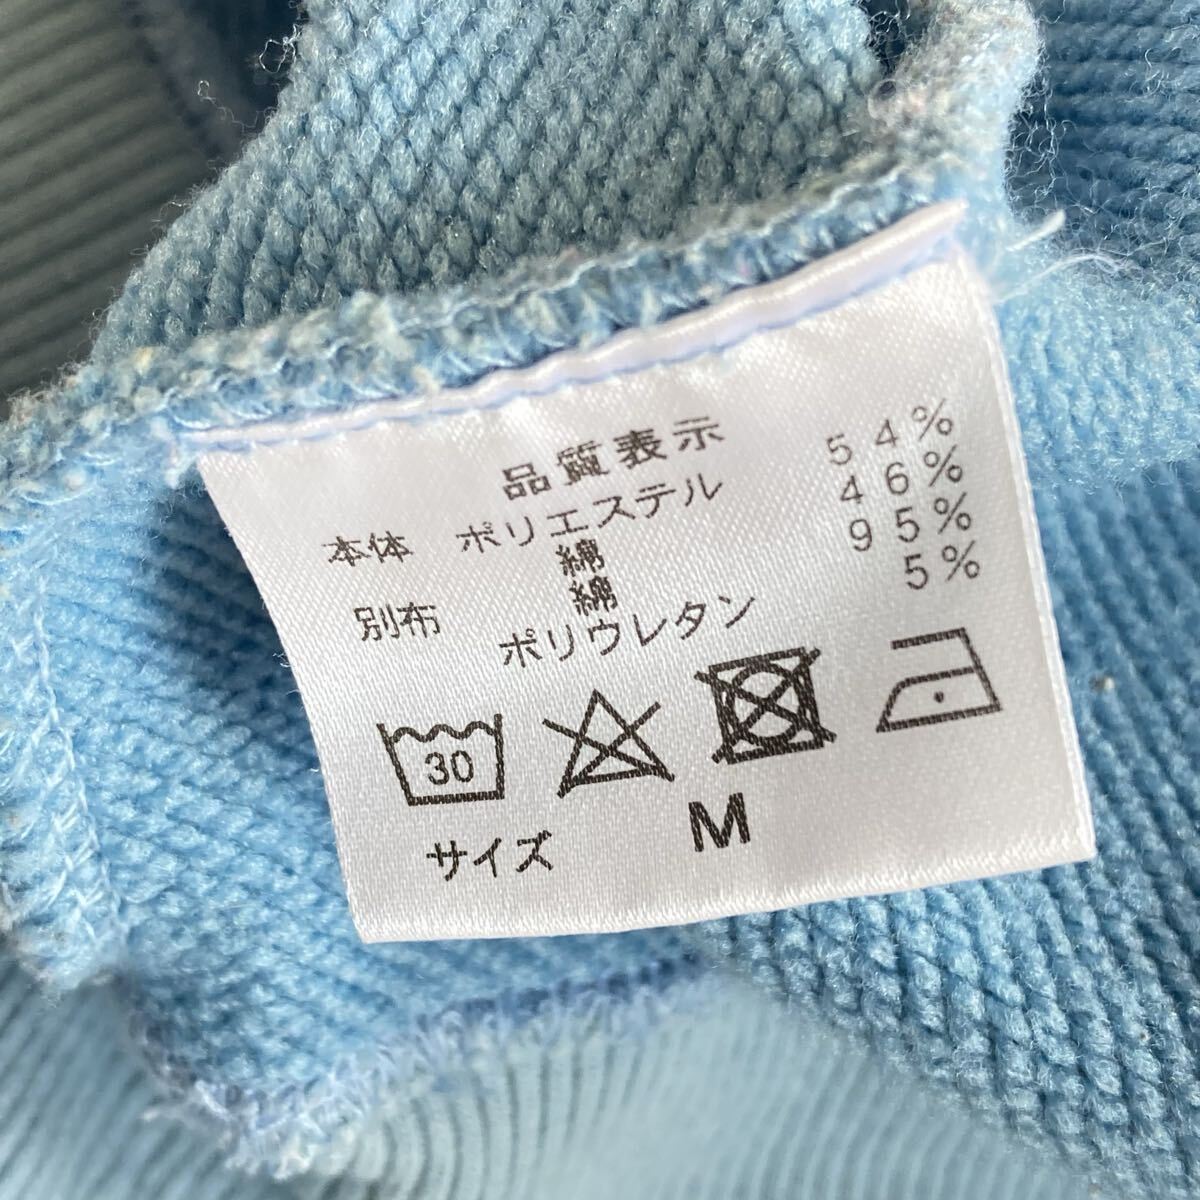 品質表示
本体 ポリエステル 54%
綿 46%
別布 綿 95%
ポリウレタン 5%
30
サイズ M